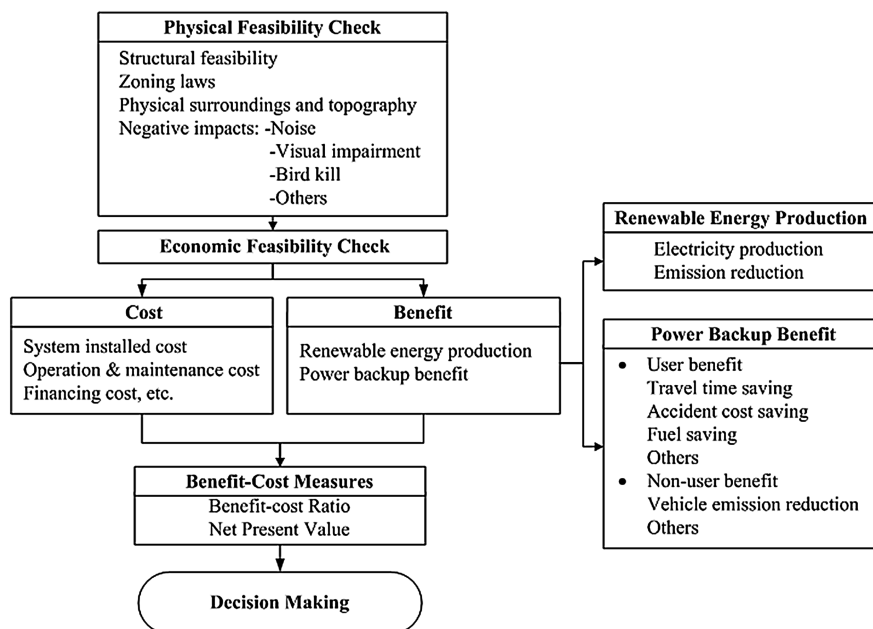 Physical Feasibility Check
Structural feasibility
Zoning laws
Physical surroundings and topography
Negative impacts: -Noise
-Visual impairment
-Bird kill
-Others
Economic Feasibility Check
Cost
System installed cost
Operation & maintenance cost
Financing cost, etc.
Benefit
Renewable energy production
Power backup benefit
Renewable Energy Production
Electricity production
Emission reduction
Power Backup Benefit
• User benefit
Travel time saving
Accident cost saving
Fuel saving
Others
• Non-user benefit
Vehicle emission reduction
Others
Benefit-Cost Measures
Benefit-cost Ratio
Net Present Value
Decision Making